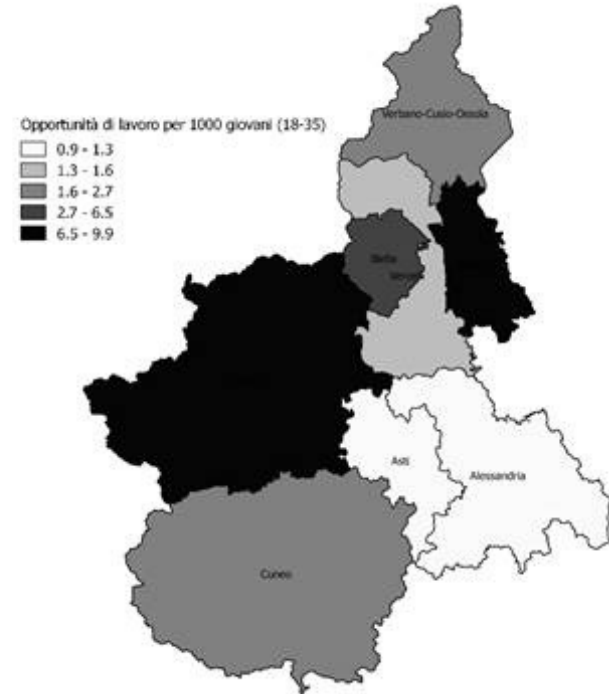 Verbano-Cusio-Ossola
Opportunità di lavoro per 1000 giovani (18-35)
0.9 - 1.3
1.3 - 1.6
1.6 - 2.7
2.7 - 6.5
6.5 - 9.9
Biella
Asti
Alessandria
Cuneo